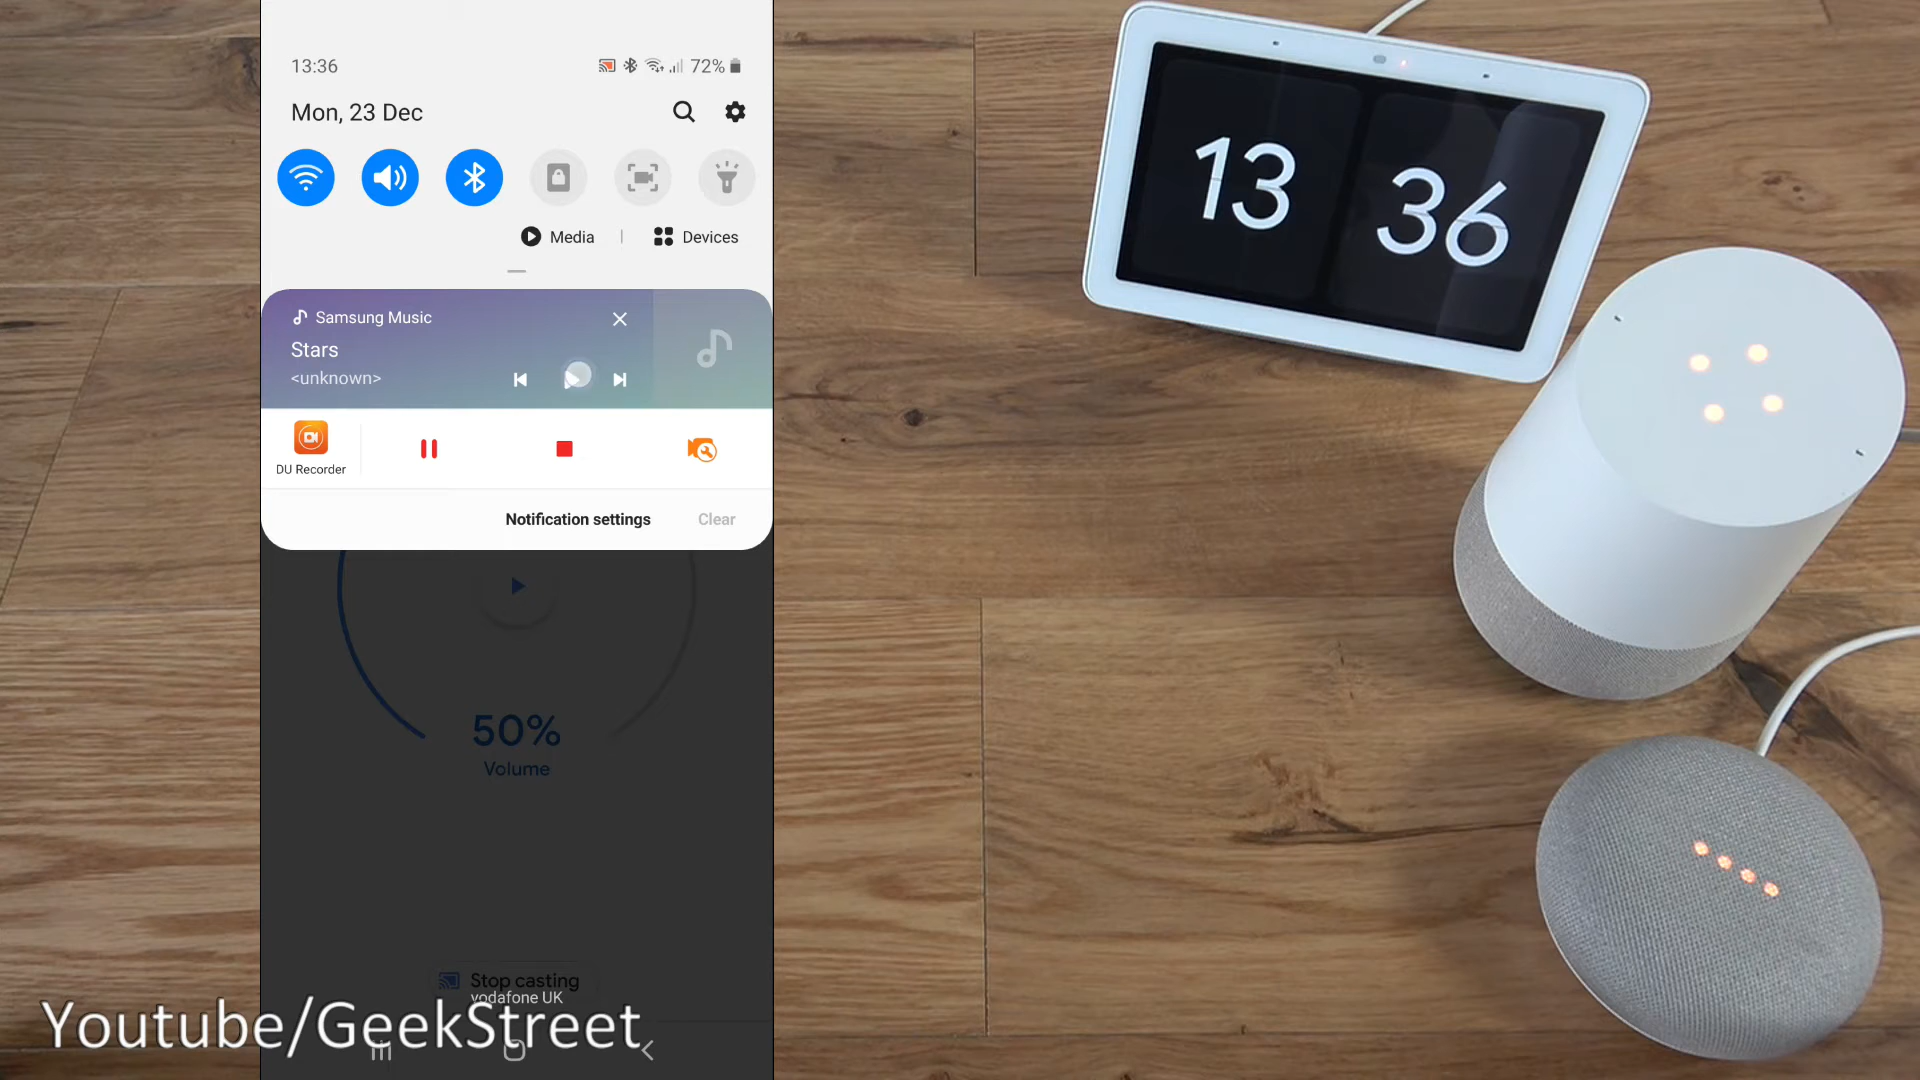 13:36
72%
Mon, 23 Dec
Media
Devices
Samsung Music
Stars
<unknown>
DU Recorder
Notification settings
Clear
50%
Volume
Stop casting
vodafone UK
Youtube/GeekStreet
13 36